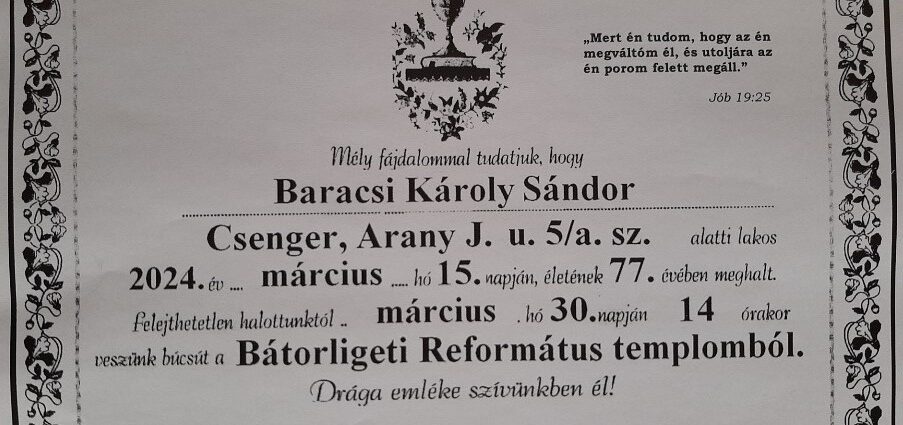 „Mert én tudom, hogy az én
megváltóm él, és utoljára az
én porom felett megáll.”
Jób 19:25
Mély fájdalommal tudatjuk, hogy
Baracsi Károly Sándor
Csenger, Arany J. u. 5/a. sz. alatti lakos
2024. év .... március ..... hó 15. napján, életének 77. évében meghalt.
Felejthetetlen halottunktól .. március . hó 30. napján 14 órakor
veszünk búcsút a Bátorligeti Református templomból.
Drága emléke szívünkben él!